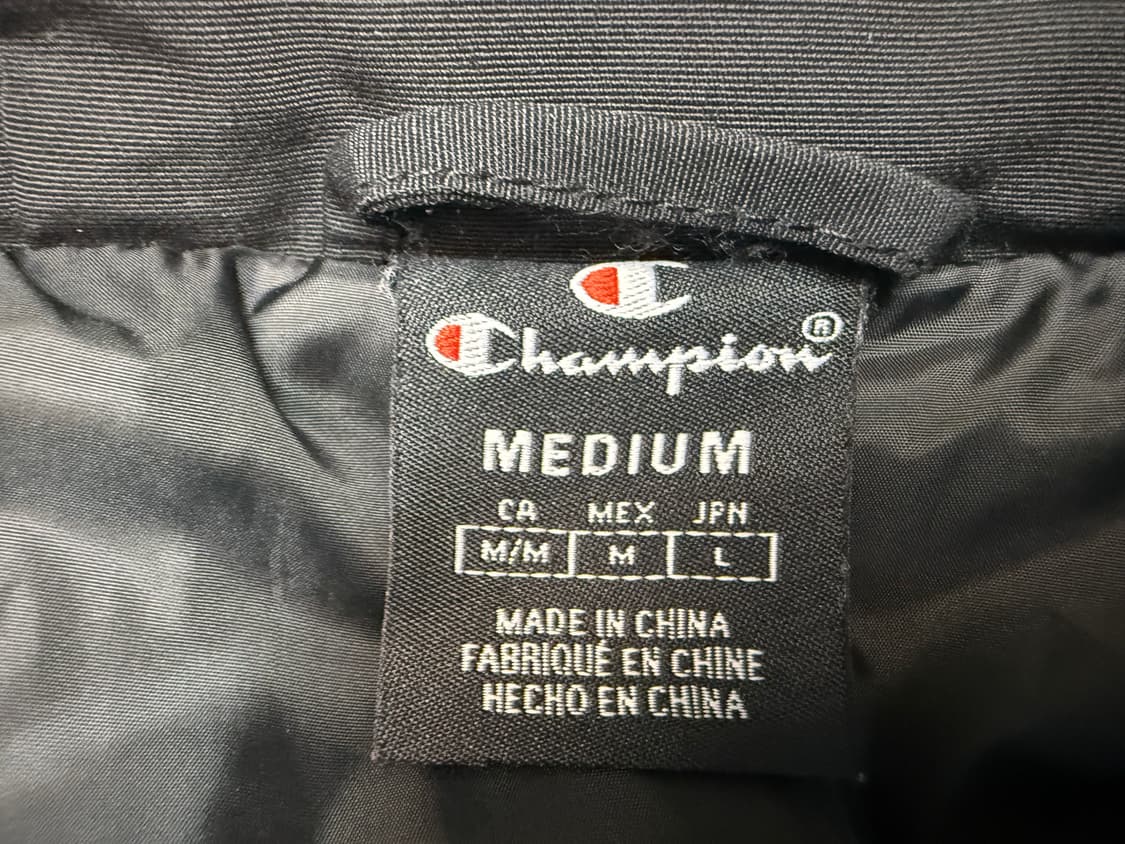 Champion®
MEDIUM
CA MEX JPN
M/M M L
MADE IN CHINA
FABRIQUÉ EN CHINE
HECHO EN CHINA